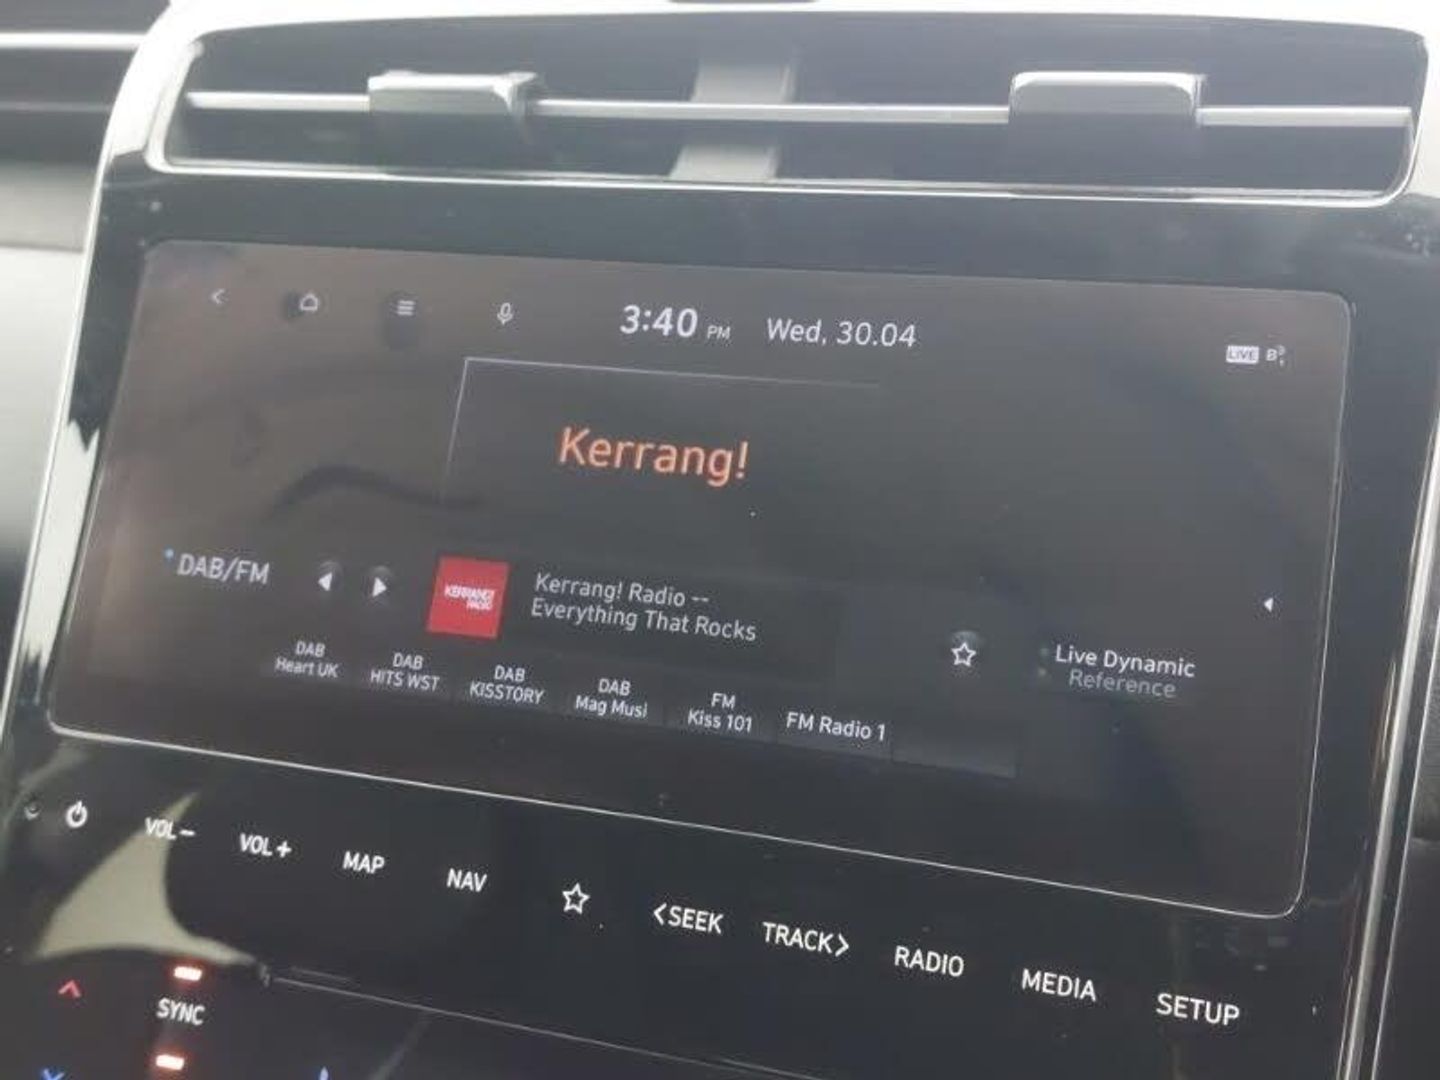 3:40 PM Wed, 30.04
LIVE
Kerrang!
DAB/FM
KERRANG!
RADIO
Kerrang! Radio --
Everything That Rocks
Live Dynamic
Reference
DAB
Heart UK
DAB
HITS WST
DAB
KISSTORY
DAB
Mag Musi
FM
Kiss 101
FM Radio 1
VOL-
VOL+
MAP
NAV
<SEEK
TRACK>
RADIO
MEDIA
SETUP
SYNC